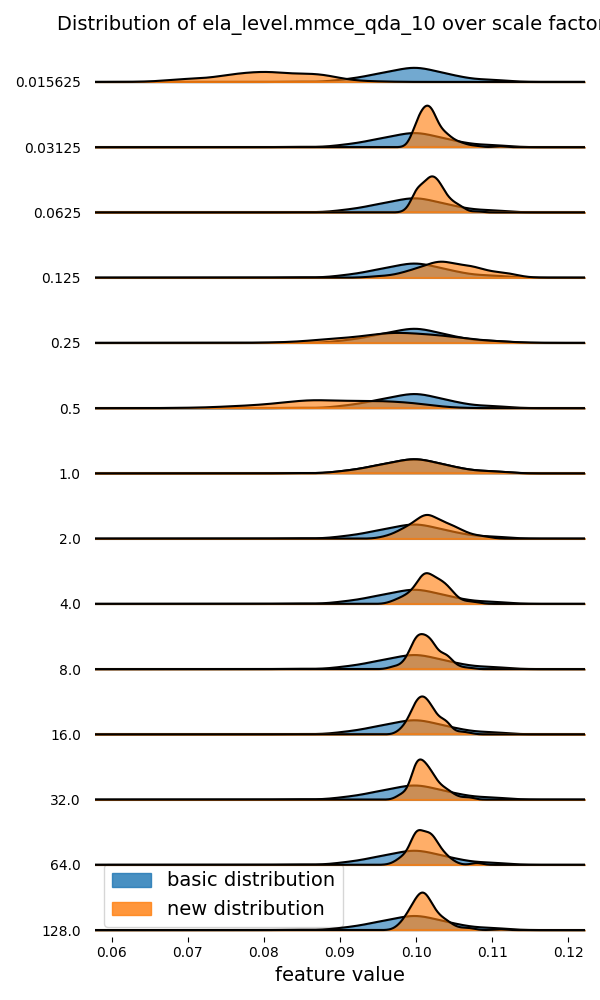 Distribution of ela_level.mmce_qda_10 over scale factor
0.015625
0.03125
0.0625
0.125
0.25
0.5
1.0
2.0
4.0
8.0
16.0
32.0
64.0
basic distribution
new distribution
128.0
0.06 0.07 0.08 0.09 0.10 0.11 0.12
feature value